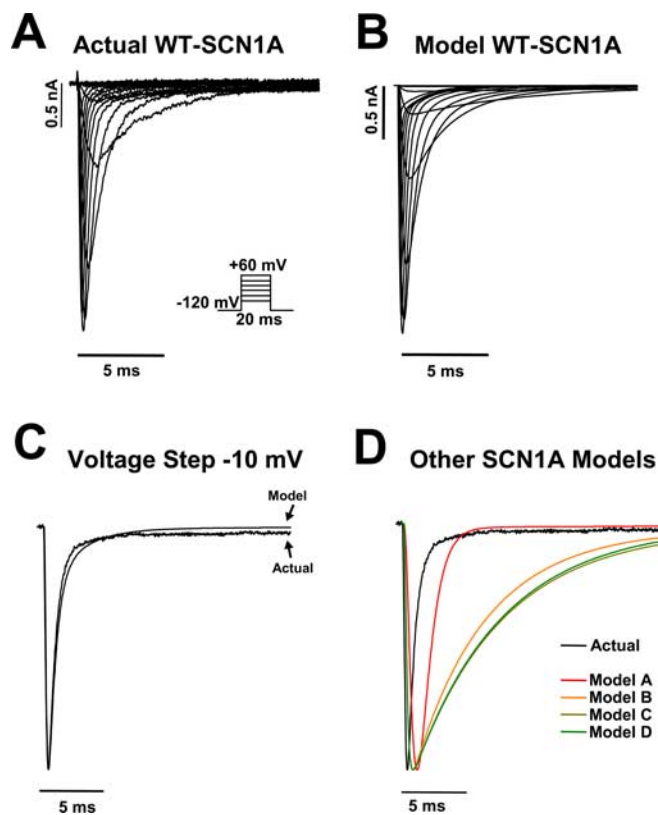 A
Actual WT-SCN1A
0.5 nA
+60 mV
-120 mV
20 ms
5 ms
B
Model WT-SCN1A
0.5 nA
5 ms
C
Voltage Step -10 mV
Model
Actual
5 ms
D
Other SCN1A Models
Actual
Model A
Model B
Model C
Model D
5 ms